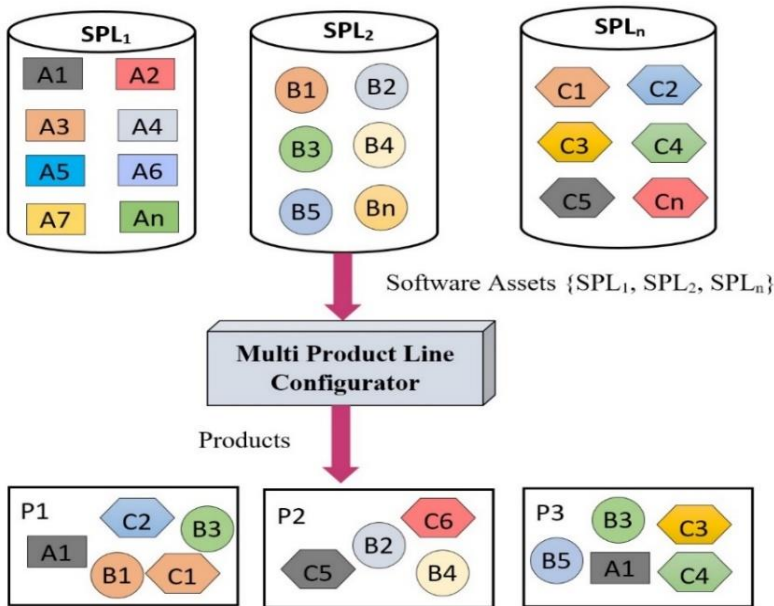 SPL₁
A1 A2
A3 A4
A5 A6
A7 An
SPL₂
B1 B2
B3 B4
B5 Bn
SPLₙ
C1 C2
C3 C4
C5 Cn
Software Assets {SPL₁, SPL₂, SPLₙ}
Multi Product Line
Configurator
Products
P1
C2
B3
A1
B1 C1
P2
C6
B2
C5 B4
P3
B3
C3
B5 A1
C4